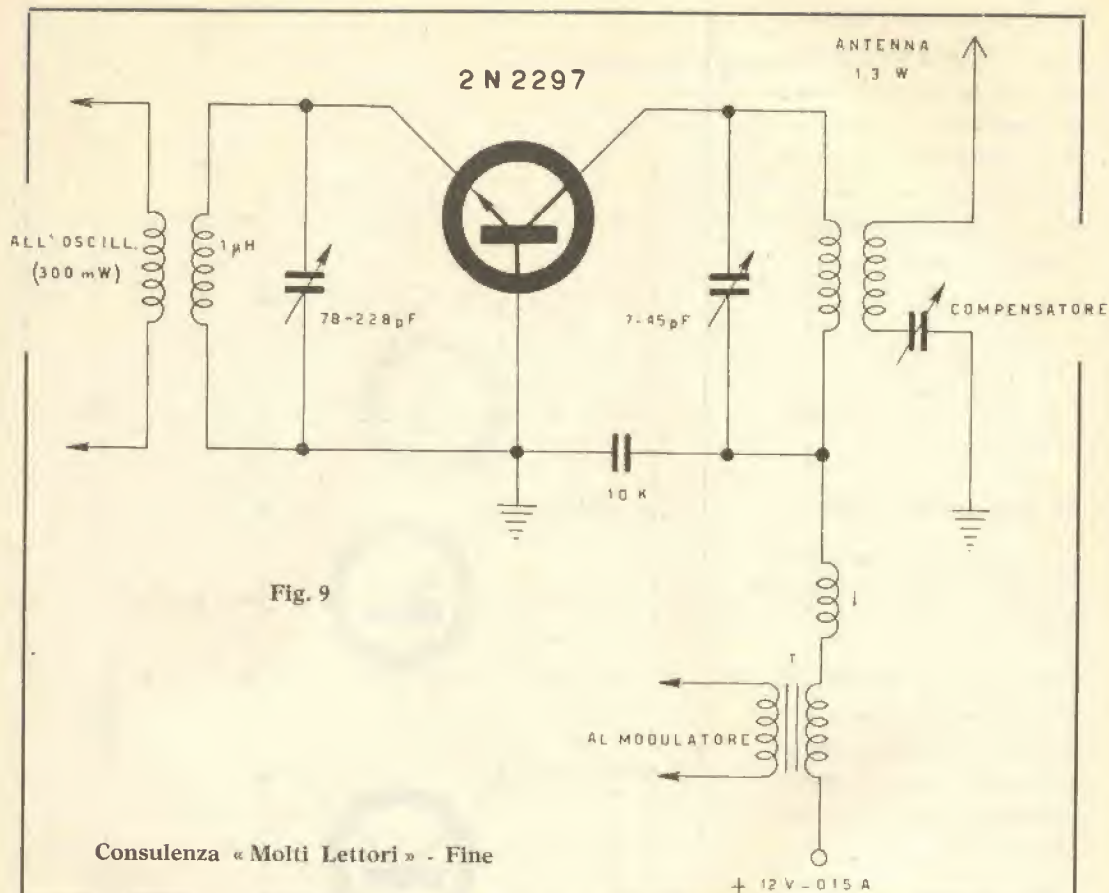 ANTENNA
1.3 W
2N2297
ALL'OSCILL.
(300 mW)
1μH
78-228pF
7-45pF
COMPENSATORE
10 K
Fig. 9
T
AL MODULATORE
Consulenza « Molti Lettori » - Fine
+ 12 V - 0.15 A